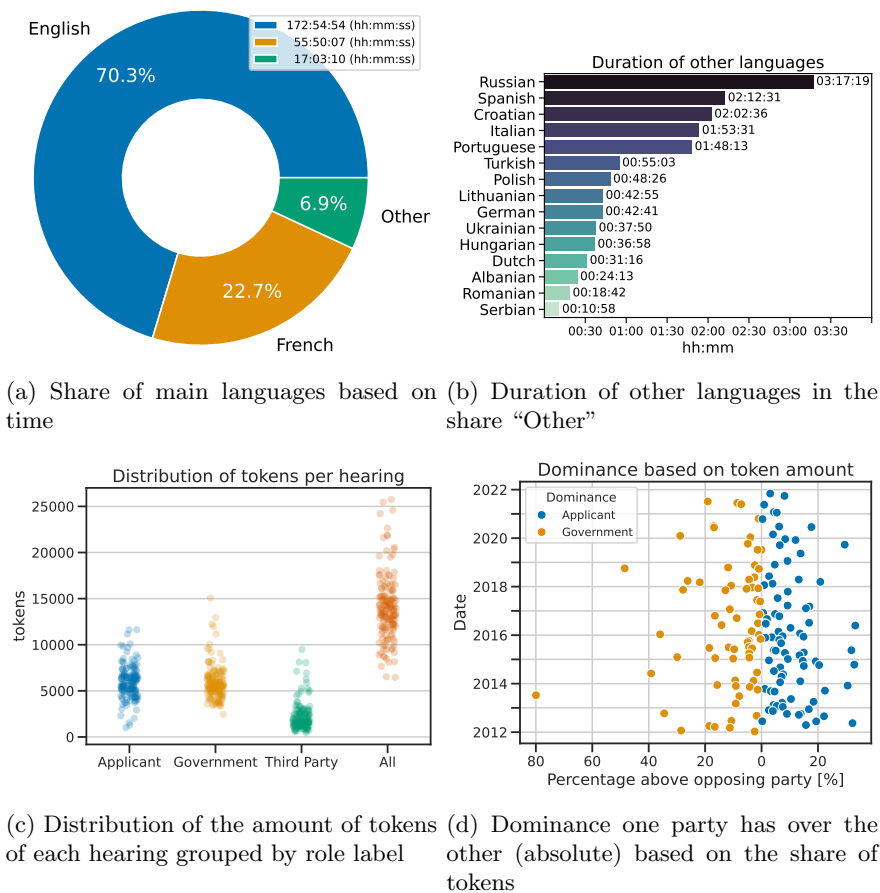 English
172:54:54 (hh:mm:ss)
55:50:07 (hh:mm:ss)
17:03:10 (hh:mm:ss)
70.3%
6.9%
Other
22.7%
French
(a) Share of main languages based on
time
Duration of other languages
Russian 03:17:19
Spanish 02:12:31
Croatian 02:02:36
Italian 01:53:31
Portuguese 01:48:13
Turkish 00:55:03
Polish 00:48:26
Lithuanian 00:42:55
German 00:42:41
Ukrainian 00:37:50
Hungarian 00:36:58
Dutch 00:31:16
Albanian 00:24:13
Romanian 00:18:42
Serbian 00:10:58
00:30 01:00 01:30 02:00 02:30 03:00 03:30
hh:mm
(b) Duration of other languages in the
share “Other”
Distribution of tokens per hearing
25000
20000
15000
10000
5000
0
tokens
Applicant Government Third Party All
(c) Distribution of the amount of tokens
of each hearing grouped by role label
Dominance based on token amount
Dominance
Applicant
Government
2022
2020
2018
2016
2014
2012
Date
80 60 40 20 0 20
Percentage above opposing party [%]
(d) Dominance one party has over the
other (absolute) based on the share of
tokens